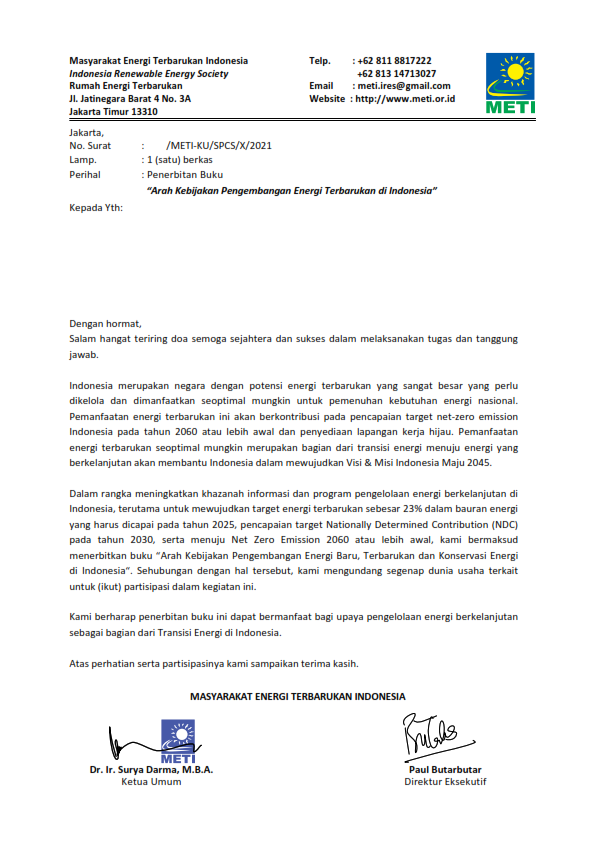 Masyarakat Energi Terbarukan Indonesia
Indonesia Renewable Energy Society
Rumah Energi Terbarukan
Jl. Jatinegara Barat 4 No. 3A
Jakarta Timur 13310
Telp. : +62 811 8817222
+62 813 14713027
Email : meti.ires@gmail.com
Website : http://www.meti.or.id
METI
Jakarta,
No. Surat : /METI-KU/SPCS/X/2021
Lamp. : 1 (satu) berkas
Perihal : Penerbitan Buku
“Arah Kebijakan Pengembangan Energi Terbarukan di Indonesia”
Kepada Yth:
Dengan hormat,
Salam hangat teriring doa semoga sejahtera dan sukses dalam melaksanakan tugas dan tanggung
jawab.
Indonesia merupakan negara dengan potensi energi terbarukan yang sangat besar yang perlu
dikelola dan dimanfaatkan seoptimal mungkin untuk pemenuhan kebutuhan energi nasional.
Pemanfaatan energi terbarukan ini akan berkontribusi pada pencapaian target net-zero emission
Indonesia pada tahun 2060 atau lebih awal dan penyediaan lapangan kerja hijau. Pemanfaatan
energi terbarukan seoptimal mungkin merupakan bagian dari transisi energi menuju energi yang
berkelanjutan akan membantu Indonesia dalam mewujudkan Visi & Misi Indonesia Maju 2045.
Dalam rangka meningkatkan khazanah informasi dan program pengelolaan energi berkelanjutan di
Indonesia, terutama untuk mewujudkan target energi terbarukan sebesar 23% dalam bauran energi
yang harus dicapai pada tahun 2025, pencapaian target Nationally Determined Contribution (NDC)
pada tahun 2030, serta menuju Net Zero Emission 2060 atau lebih awal, kami bermaksud
menerbitkan buku “Arah Kebijakan Pengembangan Energi Baru, Terbarukan dan Konservasi Energi
di Indonesia“. Sehubungan dengan hal tersebut, kami mengundang segenap dunia usaha terkait
untuk (ikut) partisipasi dalam kegiatan ini.
Kami berharap penerbitan buku ini dapat bermanfaat bagi upaya pengelolaan energi berkelanjutan
sebagai bagian dari Transisi Energi di Indonesia.
Atas perhatian serta partisipasinya kami sampaikan terima kasih.
MASYARAKAT ENERGI TERBARUKAN INDONESIA
METI
Dr. Ir. Surya Darma, M.B.A.
Ketua Umum
Paul Butarbutar
Direktur Eksekutif